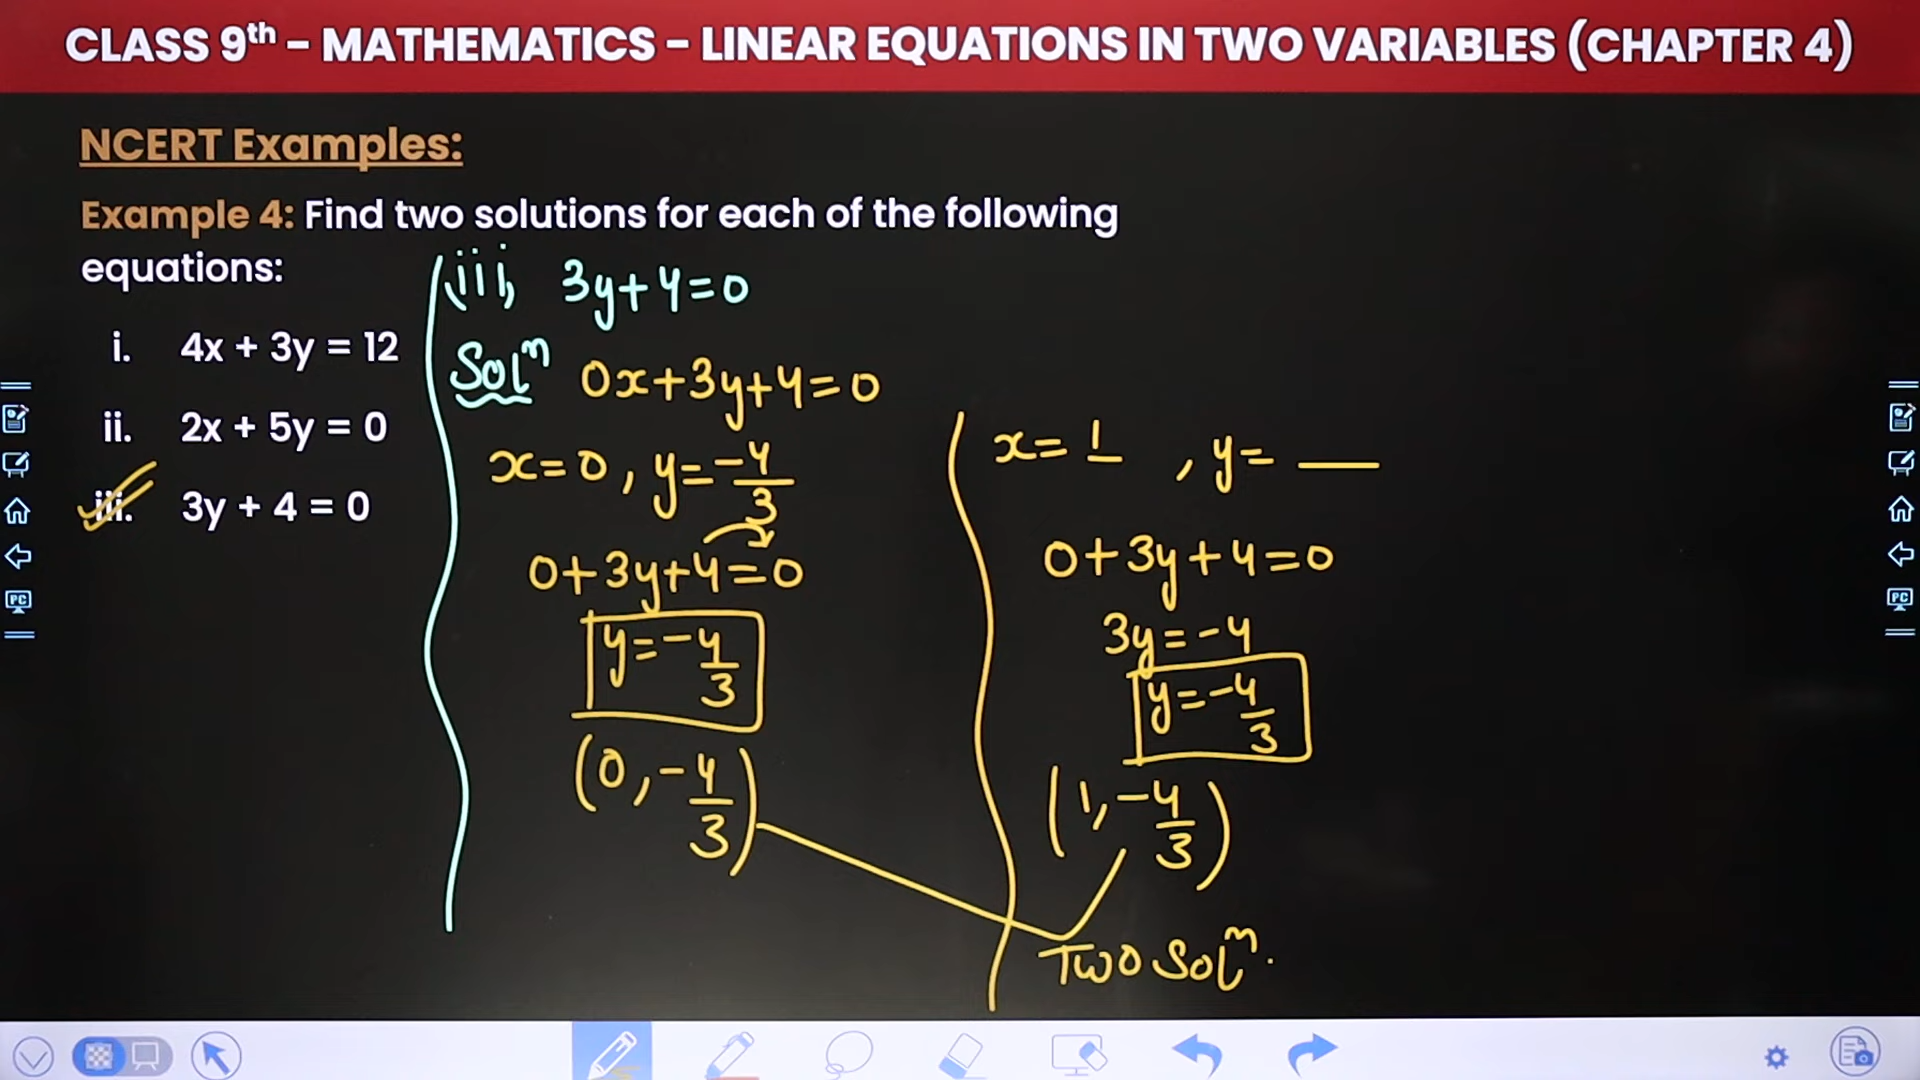 CLASS 9th - MATHEMATICS - LINEAR EQUATIONS IN TWO VARIABLES (CHAPTER 4)
NCERT Examples:
Example 4: Find two solutions for each of the following
equations:
i. 4x + 3y = 12
ii. 2x + 5y = 0
iii. 3y + 4 = 0
iii, 3y+4=0
Solⁿ 0x+3y+4=0
x=0, y=-4/3
0+3y+4=0
y=-4/3
(0,-4/3)
x=1, y=
0+3y+4=0
3y=-4
y=-4/3
(1,-4/3)
TWO Solⁿ.
PC
PC